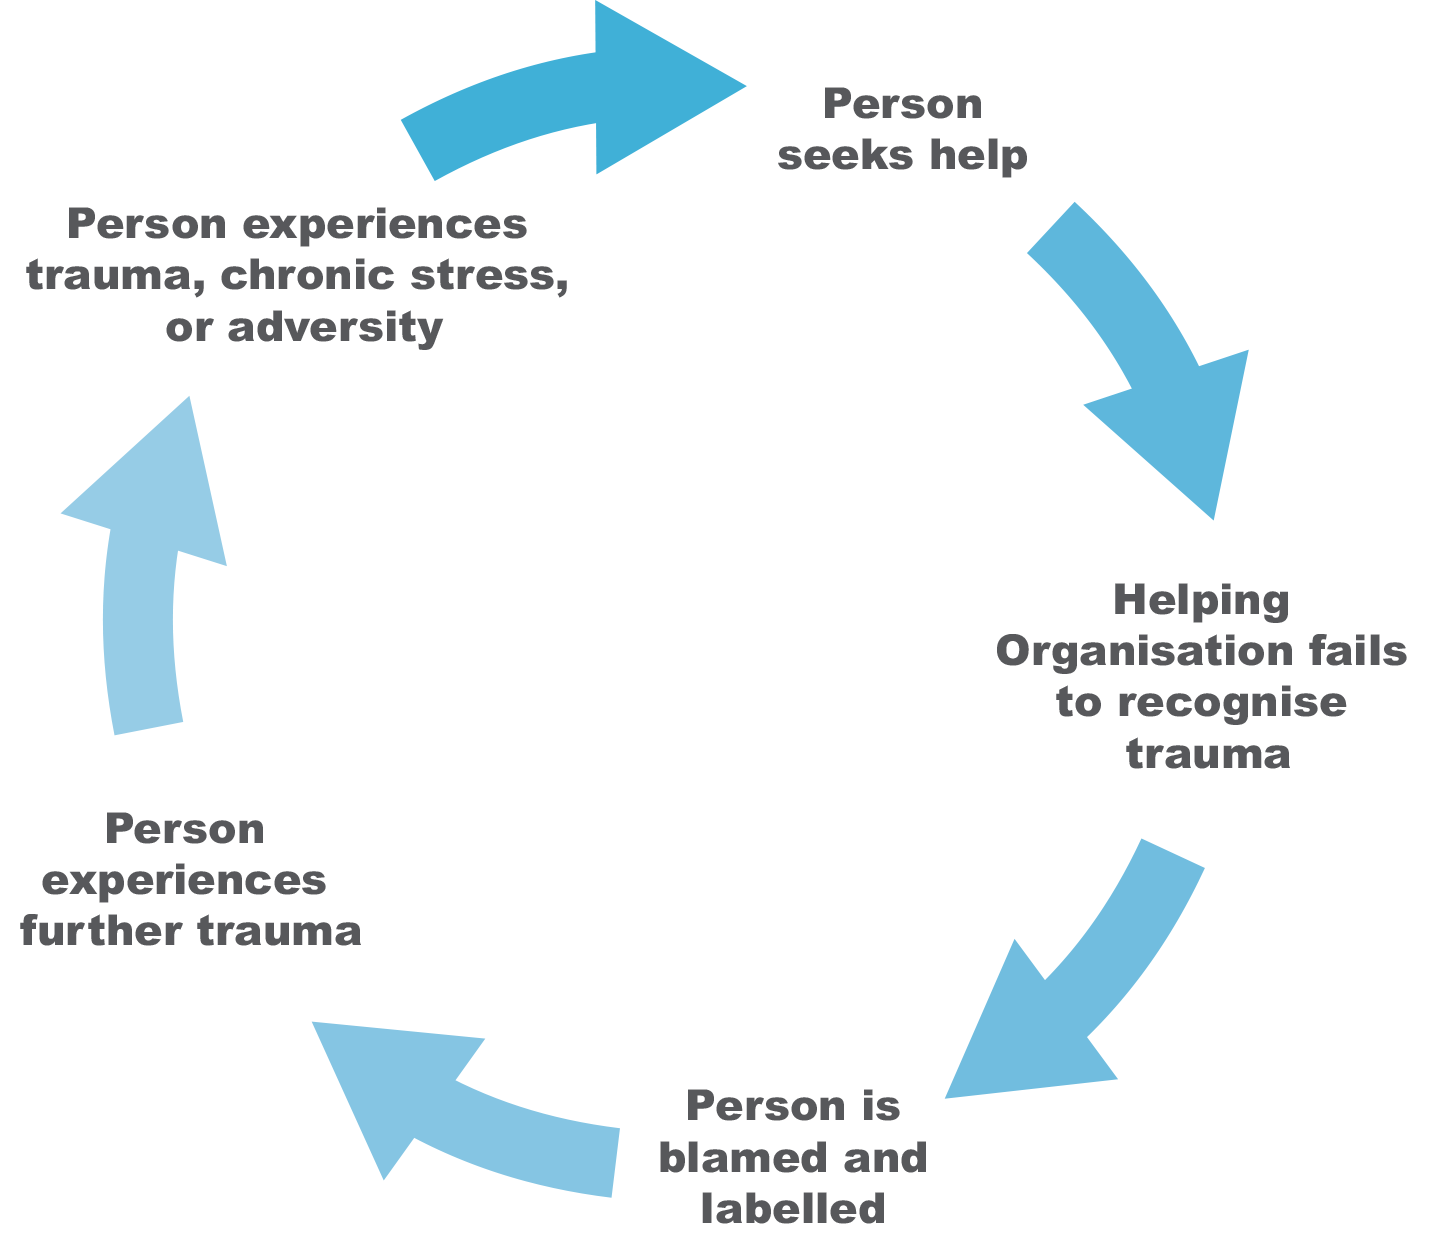 Person
seeks help
Person experiences
trauma, chronic stress,
or adversity
Helping
Organisation fails
to recognise
trauma
Person
experiences
further trauma
Person is
blamed and
labelled